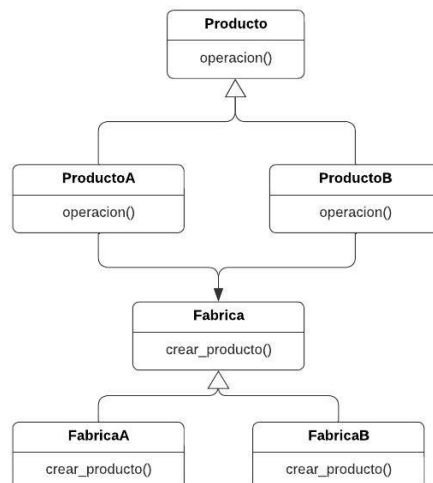 Producto
operacion()
ProductoA
operacion()
ProductoB
operacion()
Fabrica
crear_producto()
FabricaA
crear_producto()
FabricaB
crear_producto()